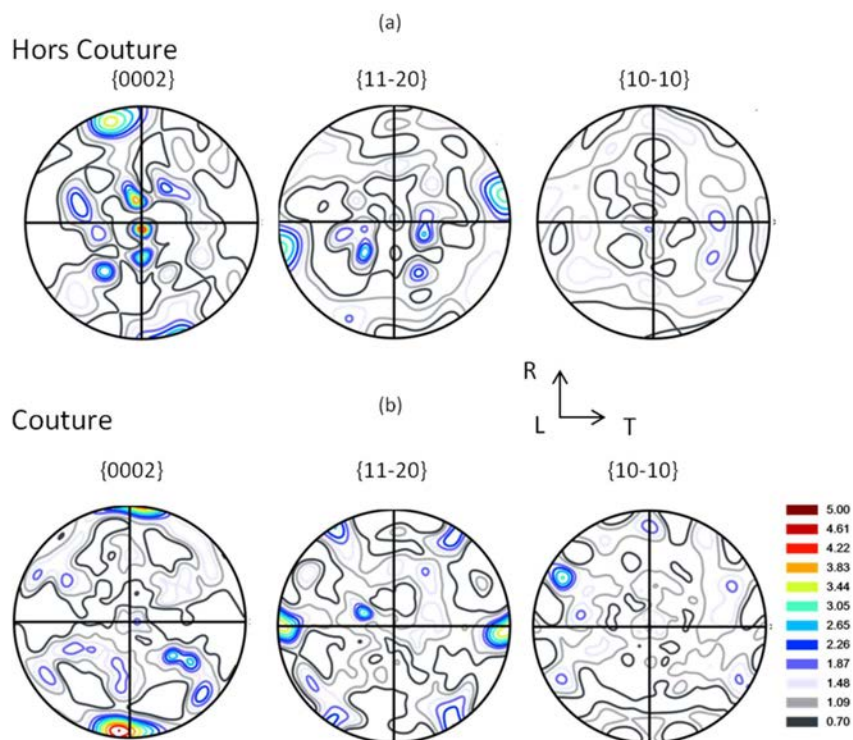 (a)
Hors Couture
{0002} {11-20} {10-10}
R
L T
(b)
Couture
{0002} {11-20} {10-10}
5.00
4.61
4.22
3.83
3.44
3.05
2.65
2.26
1.87
1.48
1.09
0.70